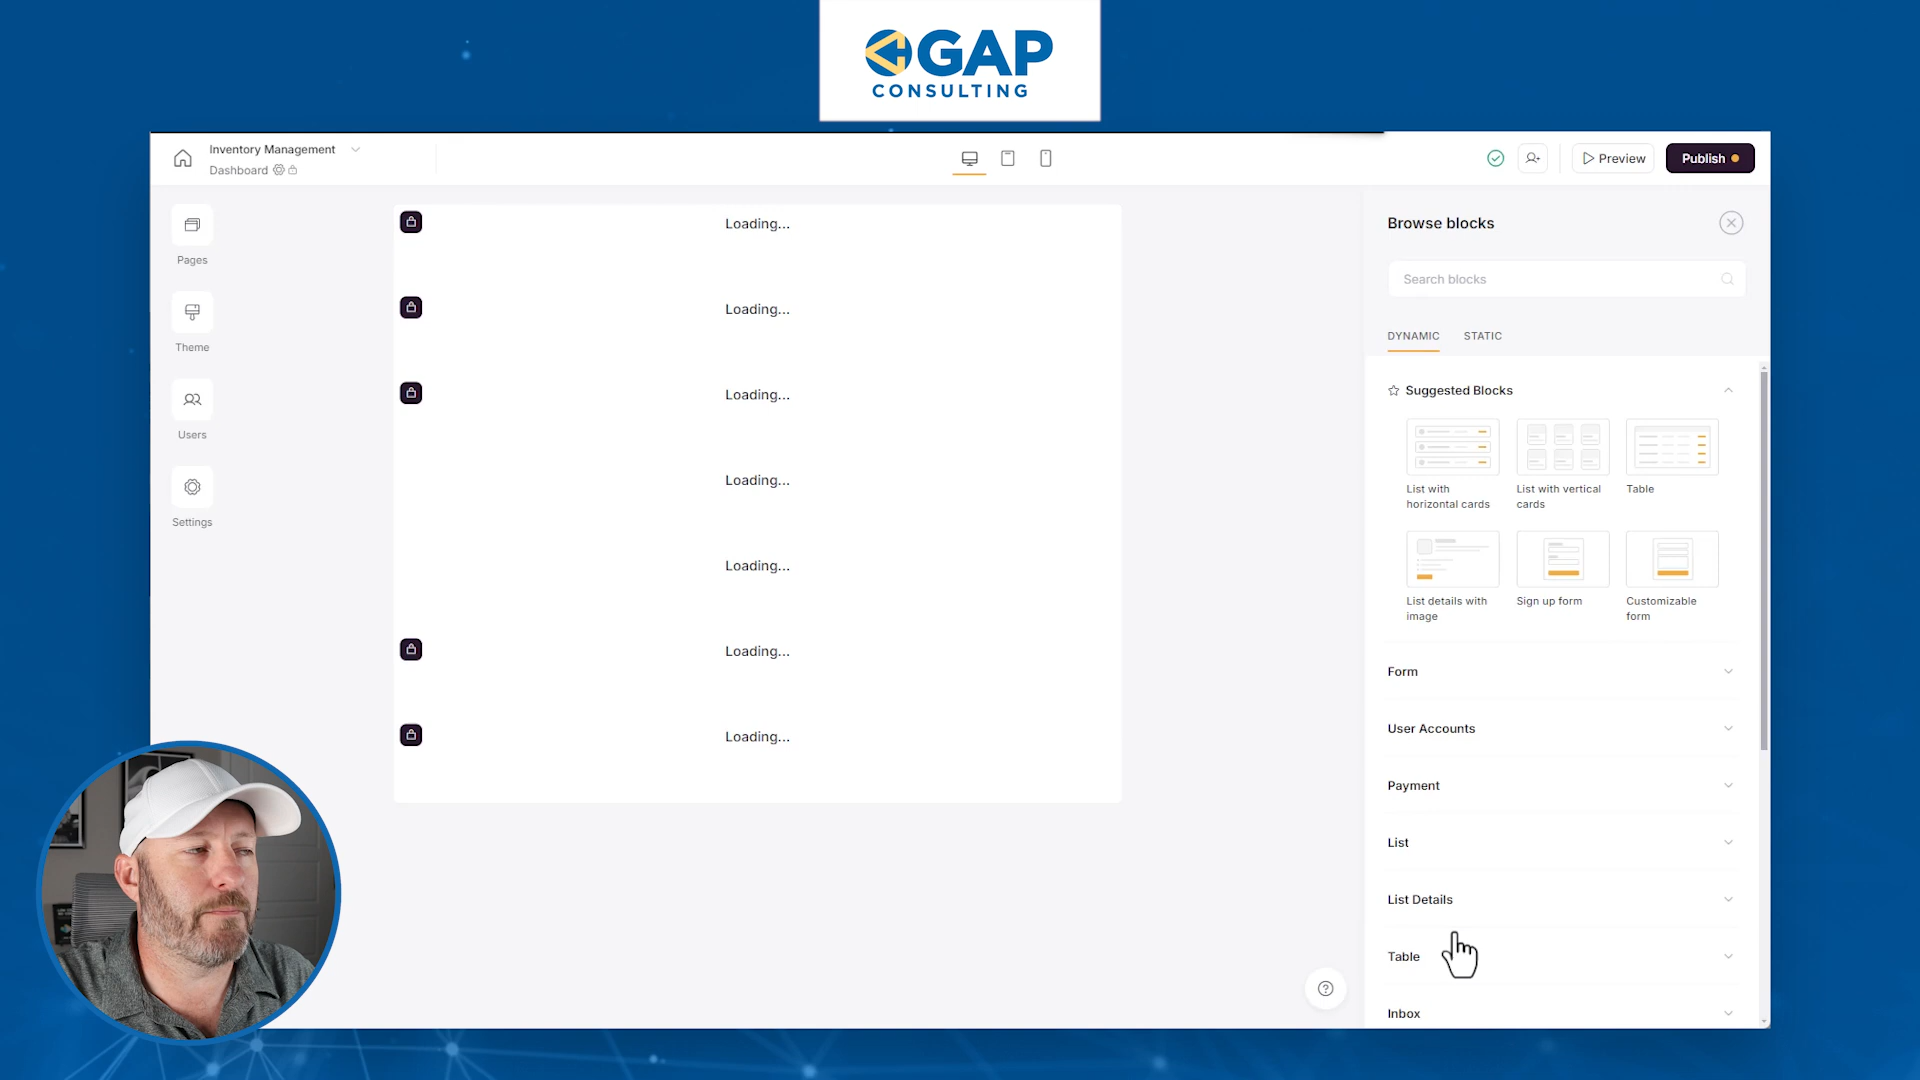 GAP
CONSULTING
Inventory Management
Dashboard
Preview
Publish
Pages
Theme
Users
Settings
Loading...
Loading...
Loading...
Loading...
Loading...
Loading...
Loading...
Browse blocks
Search blocks
DYNAMIC STATIC
Suggested Blocks
List with
horizontal cards
List with vertical
cards
Table
List details with
image
Sign up form
Customizable
form
Form
User Accounts
Payment
List
List Details
Table
Inbox